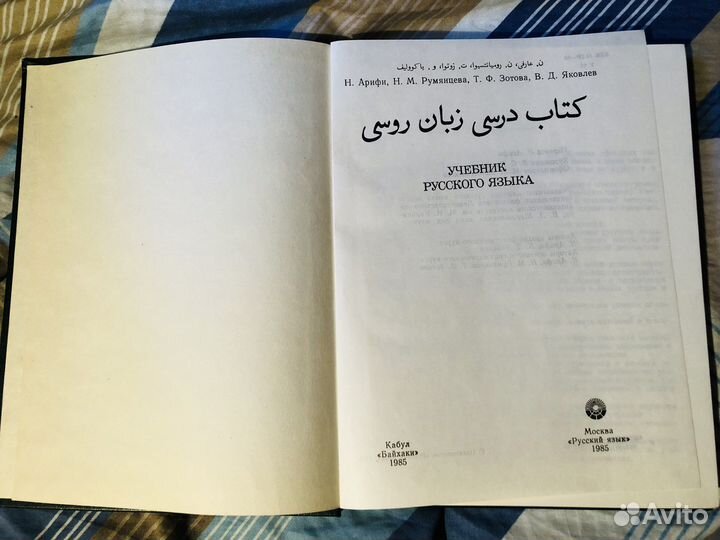 ن. عارفی، ن. رومیانتسیوا، ت. زوتوا، و. یاکوولیف
Н. Арифи, Н. М. Румянцева, Т. Ф. Зотова, В. Д. Яковлев
کتاب درسی زبان روسی
УЧЕБНИК
РУССКОГО ЯЗЫКА
Кабул
«Байхаки»
1985
Москва
«Русский язык»
1985
Avito